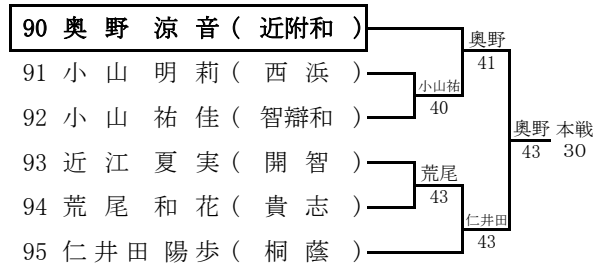 90 奥野 涼音 ( 近附和 )
91 小山 明莉 ( 西浜 )
92 小山 祐佳 ( 智辯和 )
93 近江 夏実 ( 開智 )
94 荒尾 和花 ( 貴志 )
95 仁井田 陽歩 ( 桐蔭 )
奥野
41
小山祐
40
荒尾
43
仁井田
43
奥野
43
本戦
30